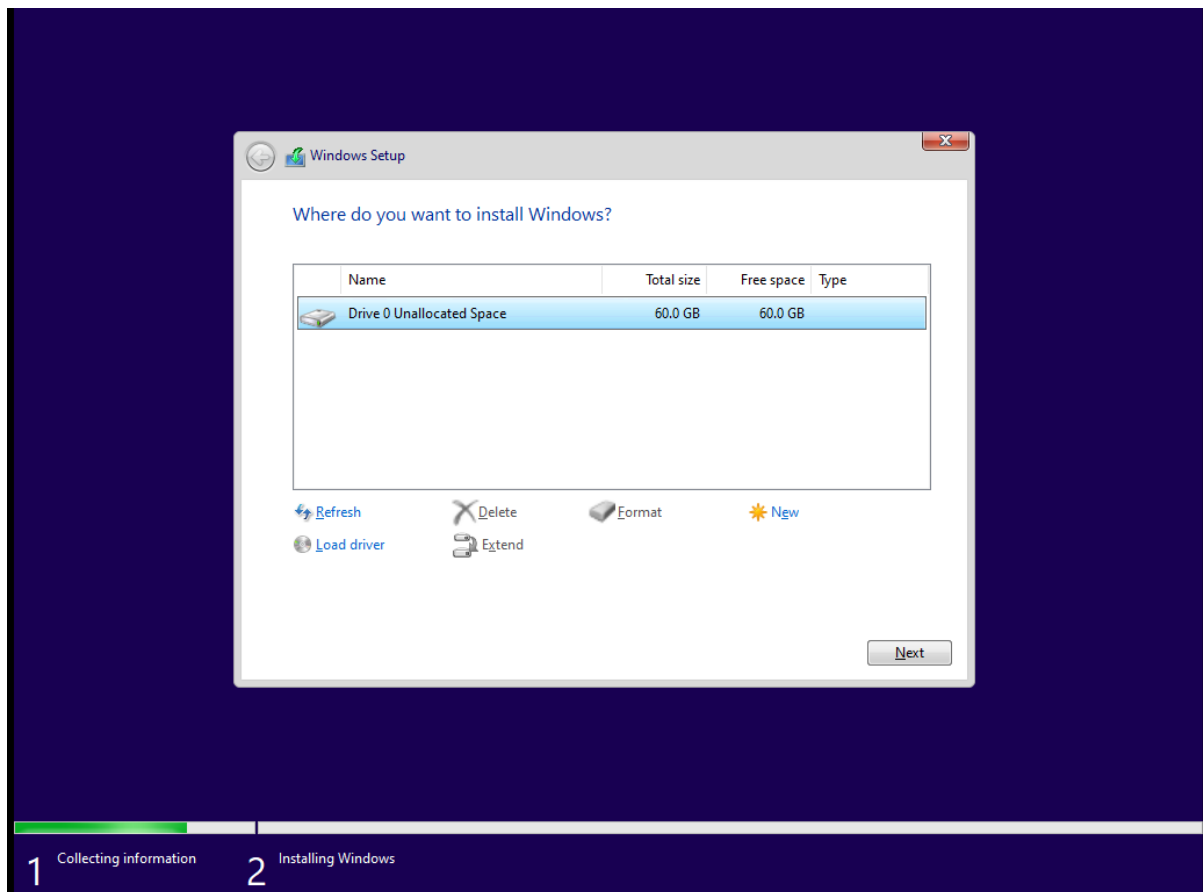 Windows Setup
Where do you want to install Windows?
Name Total size Free space Type
Drive 0 Unallocated Space 60.0 GB 60.0 GB
Refresh Delete Format New
Load driver Extend
Next
1 Collecting information 2 Installing Windows